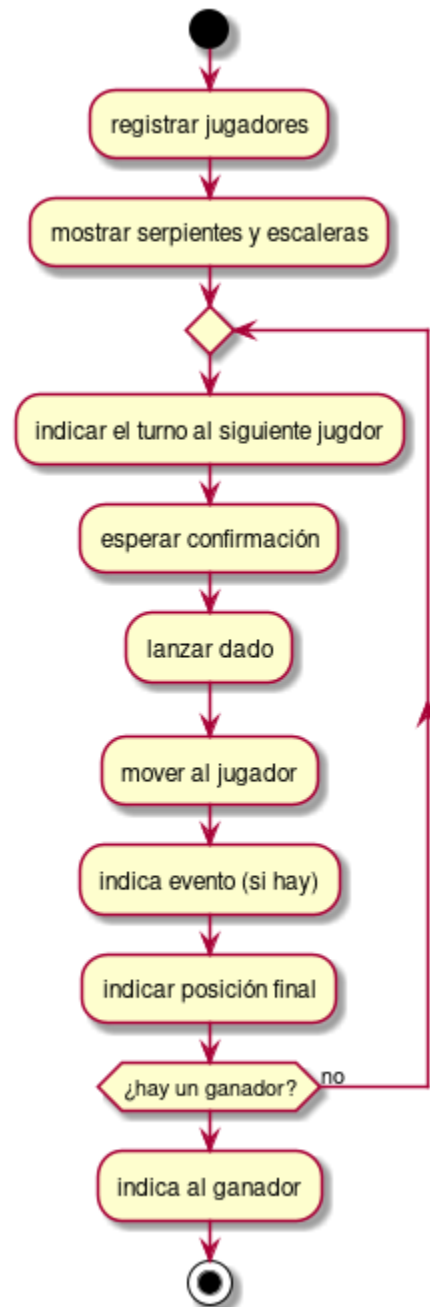 registrar jugadores
mostrar serpientes y escaleras
indicar el turno al siguiente jugdor
esperar confirmación
lanzar dado
mover al jugador
indica evento (si hay)
indicar posición final
¿hay un ganador?
no
indica al ganador